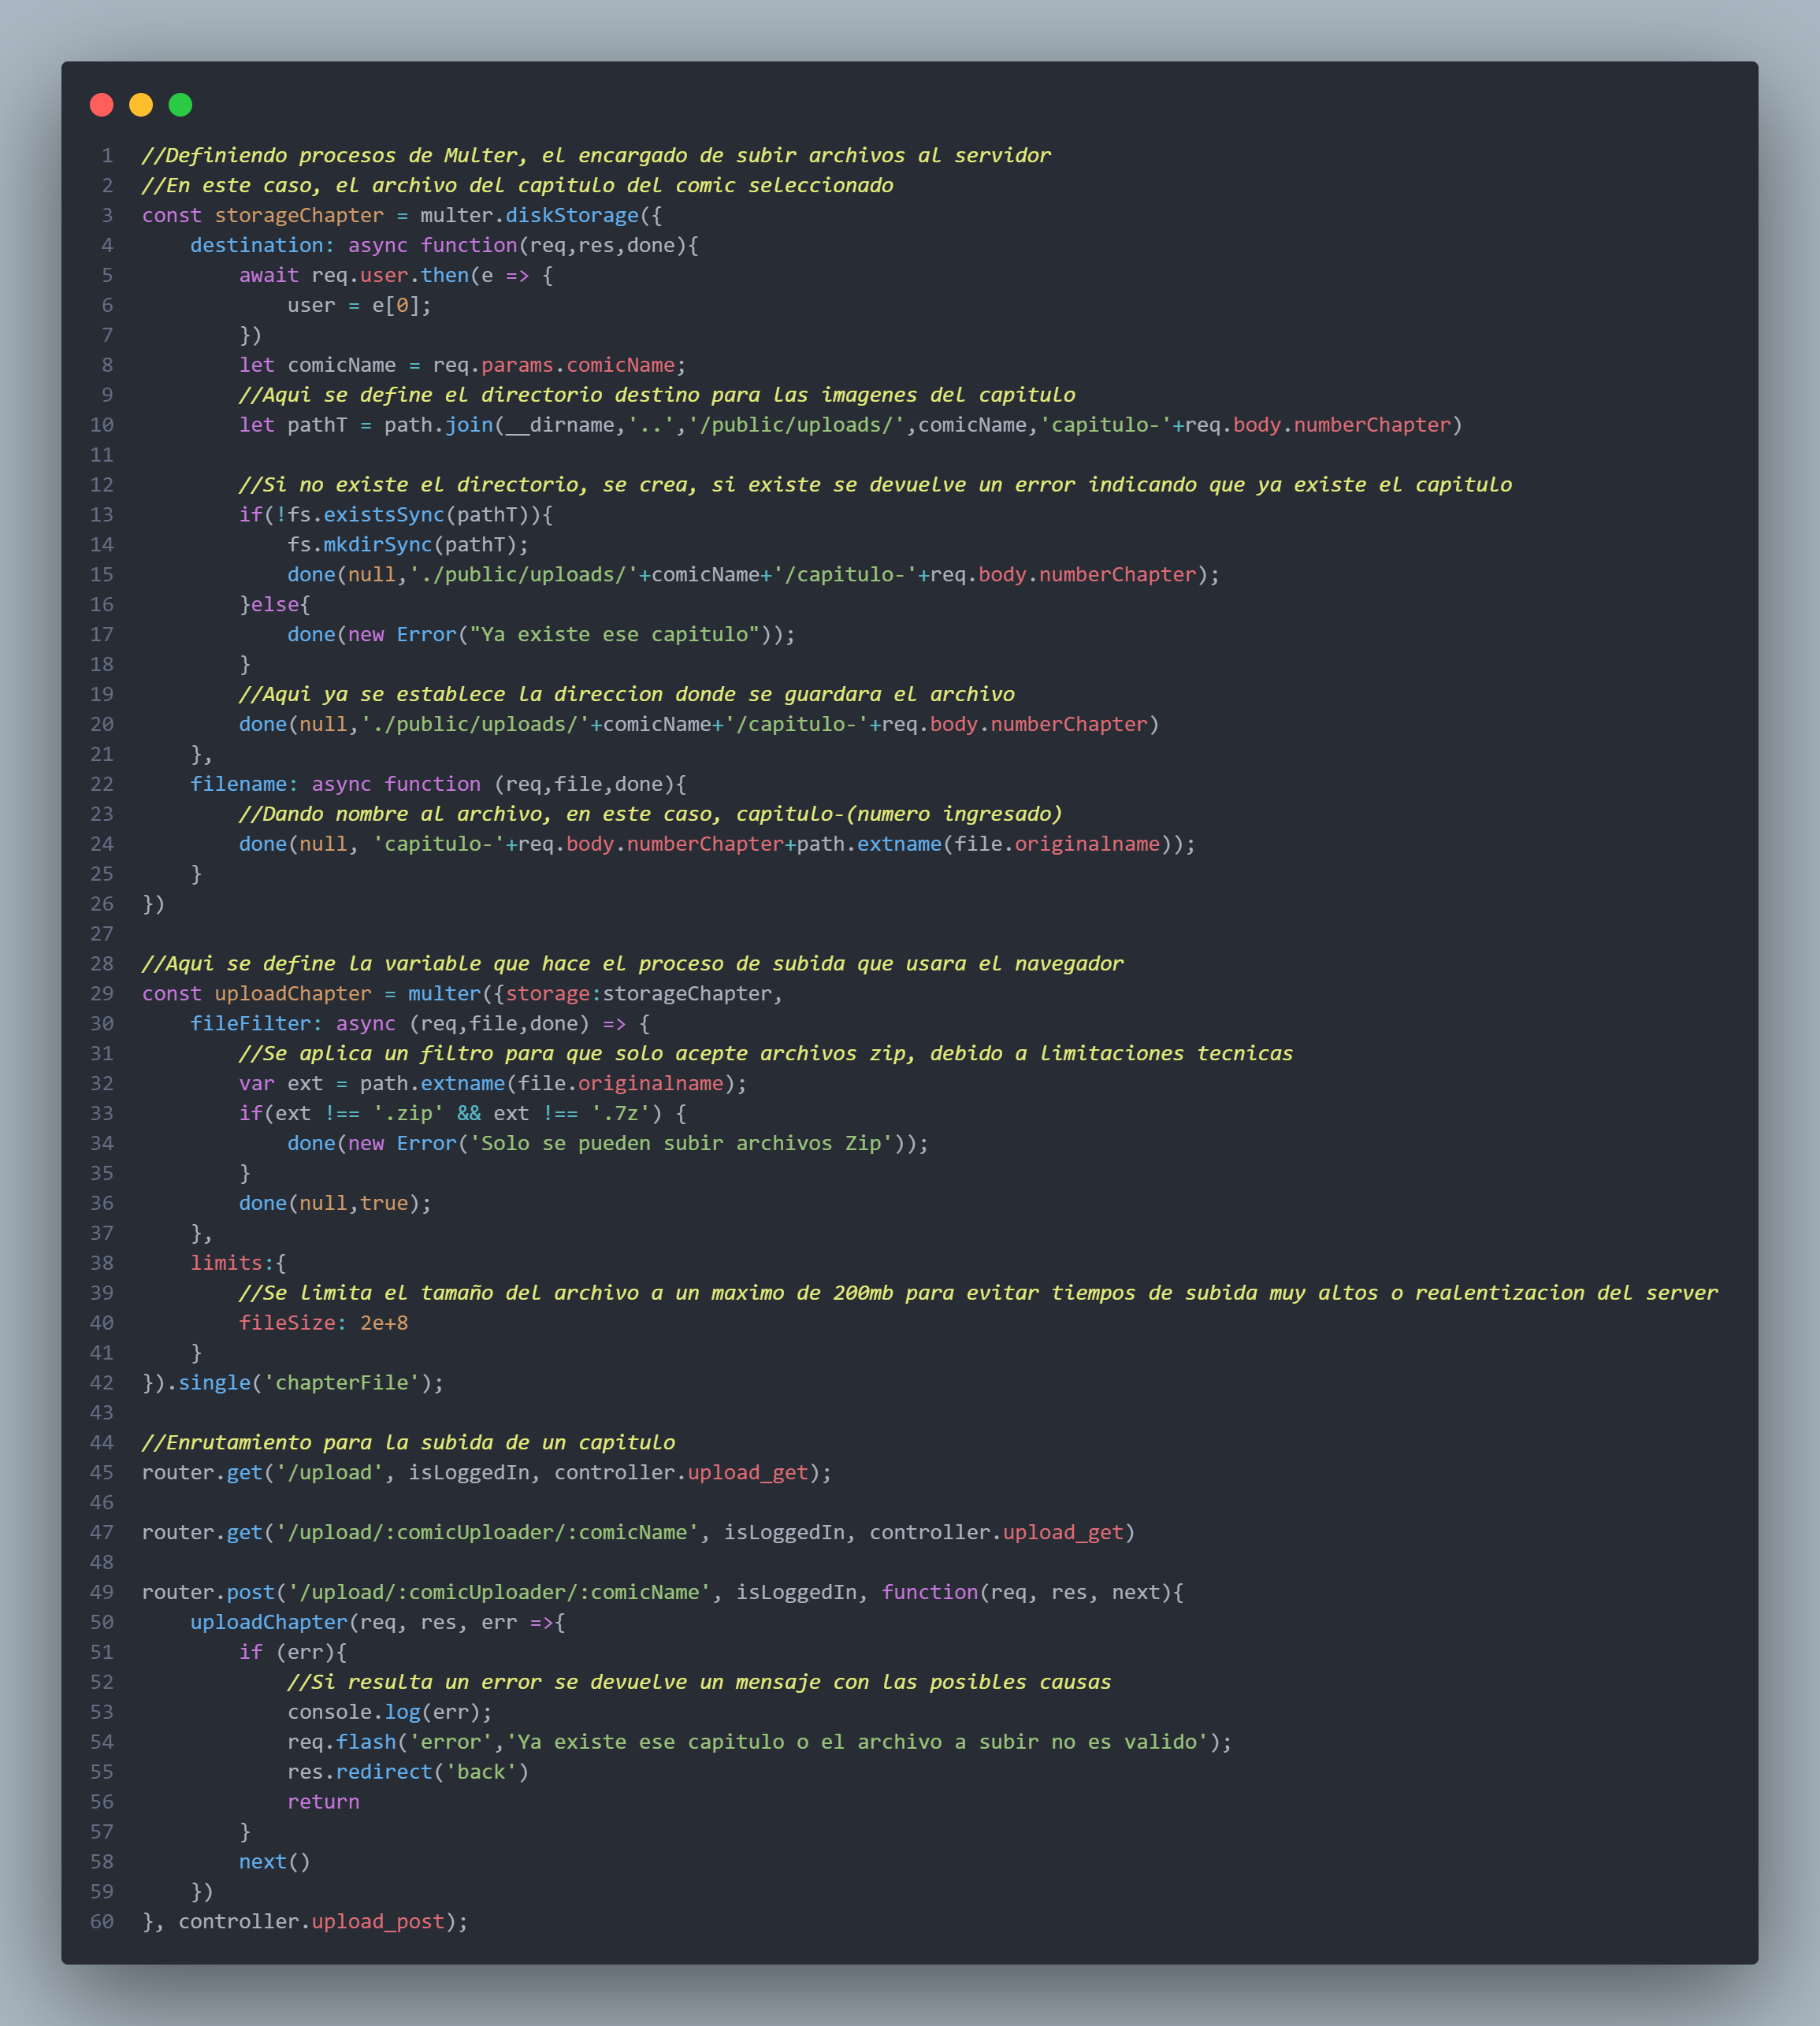 1 //Definiendo procesos de Multer, el encargado de subir archivos al servidor
2 //En este caso, el archivo del capitulo del comic seleccionado
3 const storageChapter = multer.diskStorage({
4     destination: async function(req,res,done){
5         await req.user.then(e => {
6             user = e[0];
7         })
8         let comicName = req.params.comicName;
9         //Aqui se define el directorio destino para las imagenes del capitulo
10         let pathT = path.join(__dirname,'..','/public/uploads/',comicName,'capitulo-'+req.body.numberChapter)
11
12         //Si no existe el directorio, se crea, si existe se devuelve un error indicando que ya existe el capitulo
13         if(!fs.existsSync(pathT)){
14             fs.mkdirSync(pathT);
15             done(null,'./public/uploads/'+comicName+'/capitulo-'+req.body.numberChapter);
16         }else{
17             done(new Error("Ya existe ese capitulo"));
18         }
19         //Aqui ya se establece la direccion donde se guardara el archivo
20         done(null,'./public/uploads/'+comicName+'/capitulo-'+req.body.numberChapter)
21     },
22     filename: async function (req,file,done){
23         //Dando nombre al archivo, en este caso, capitulo-(numero ingresado)
24         done(null, 'capitulo-'+req.body.numberChapter+path.extname(file.originalname));
25     }
26 })
27
28 //Aqui se define la variable que hace el proceso de subida que usara el navegador
29 const uploadChapter = multer({storage:storageChapter,
30     fileFilter: async (req,file,done) => {
31         //Se aplica un filtro para que solo acepte archivos zip, debido a limitaciones tecnicas
32         var ext = path.extname(file.originalname);
33         if(ext !== '.zip' && ext !== '.7z') {
34             done(new Error('Solo se pueden subir archivos Zip'));
35         }
36         done(null,true);
37     },
38     limits:{
39         //Se limita el tamaño del archivo a un maximo de 200mb para evitar tiempos de subida muy altos o realentizacion del server
40         fileSize: 2e+8
41     }
42 }).single('chapterFile');
43
44 //Enrutamiento para la subida de un capitulo
45 router.get('/upload', isLoggedIn, controller.upload_get);
46
47 router.get('/upload/:comicUploader/:comicName', isLoggedIn, controller.upload_get)
48
49 router.post('/upload/:comicUploader/:comicName', isLoggedIn, function(req, res, next){
50     uploadChapter(req, res, err =>{
51         if (err){
52             //Si resulta un error se devuelve un mensaje con las posibles causas
53             console.log(err);
54             req.flash('error','Ya existe ese capitulo o el archivo a subir no es valido');
55             res.redirect('back')
56             return
57         }
58         next()
59     })
60 }, controller.upload_post);